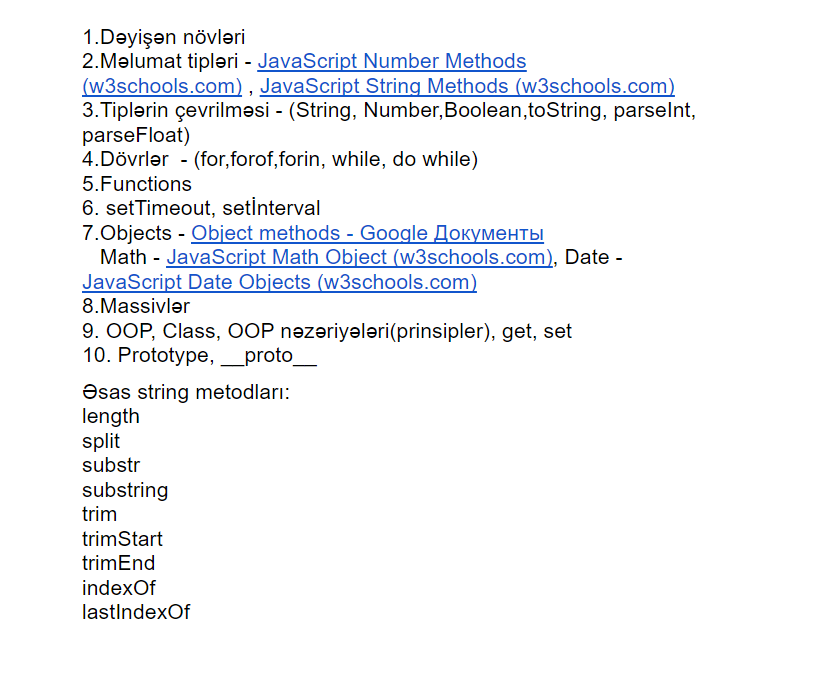 1.Dəyişən növləri
2.Məlumat tipləri - JavaScript Number Methods
(w3schools.com) , JavaScript String Methods (w3schools.com)
3.Tiplərin çevrilməsi - (String, Number,Boolean,toString, parseInt,
parseFloat)
4.Dövrlər  - (for,forof,forin, while, do while)
5.Functions
6. setTimeout, setİnterval
7.Objects - Object methods - Google Документы
Math - JavaScript Math Object (w3schools.com), Date -
JavaScript Date Objects (w3schools.com)
8.Massivlər
9. OOP, Class, OOP nəzəriyələri(prinsipler), get, set
10. Prototype, __proto__
Əsas string metodları:
length
split
substr
substring
trim
trimStart
trimEnd
indexOf
lastIndexOf